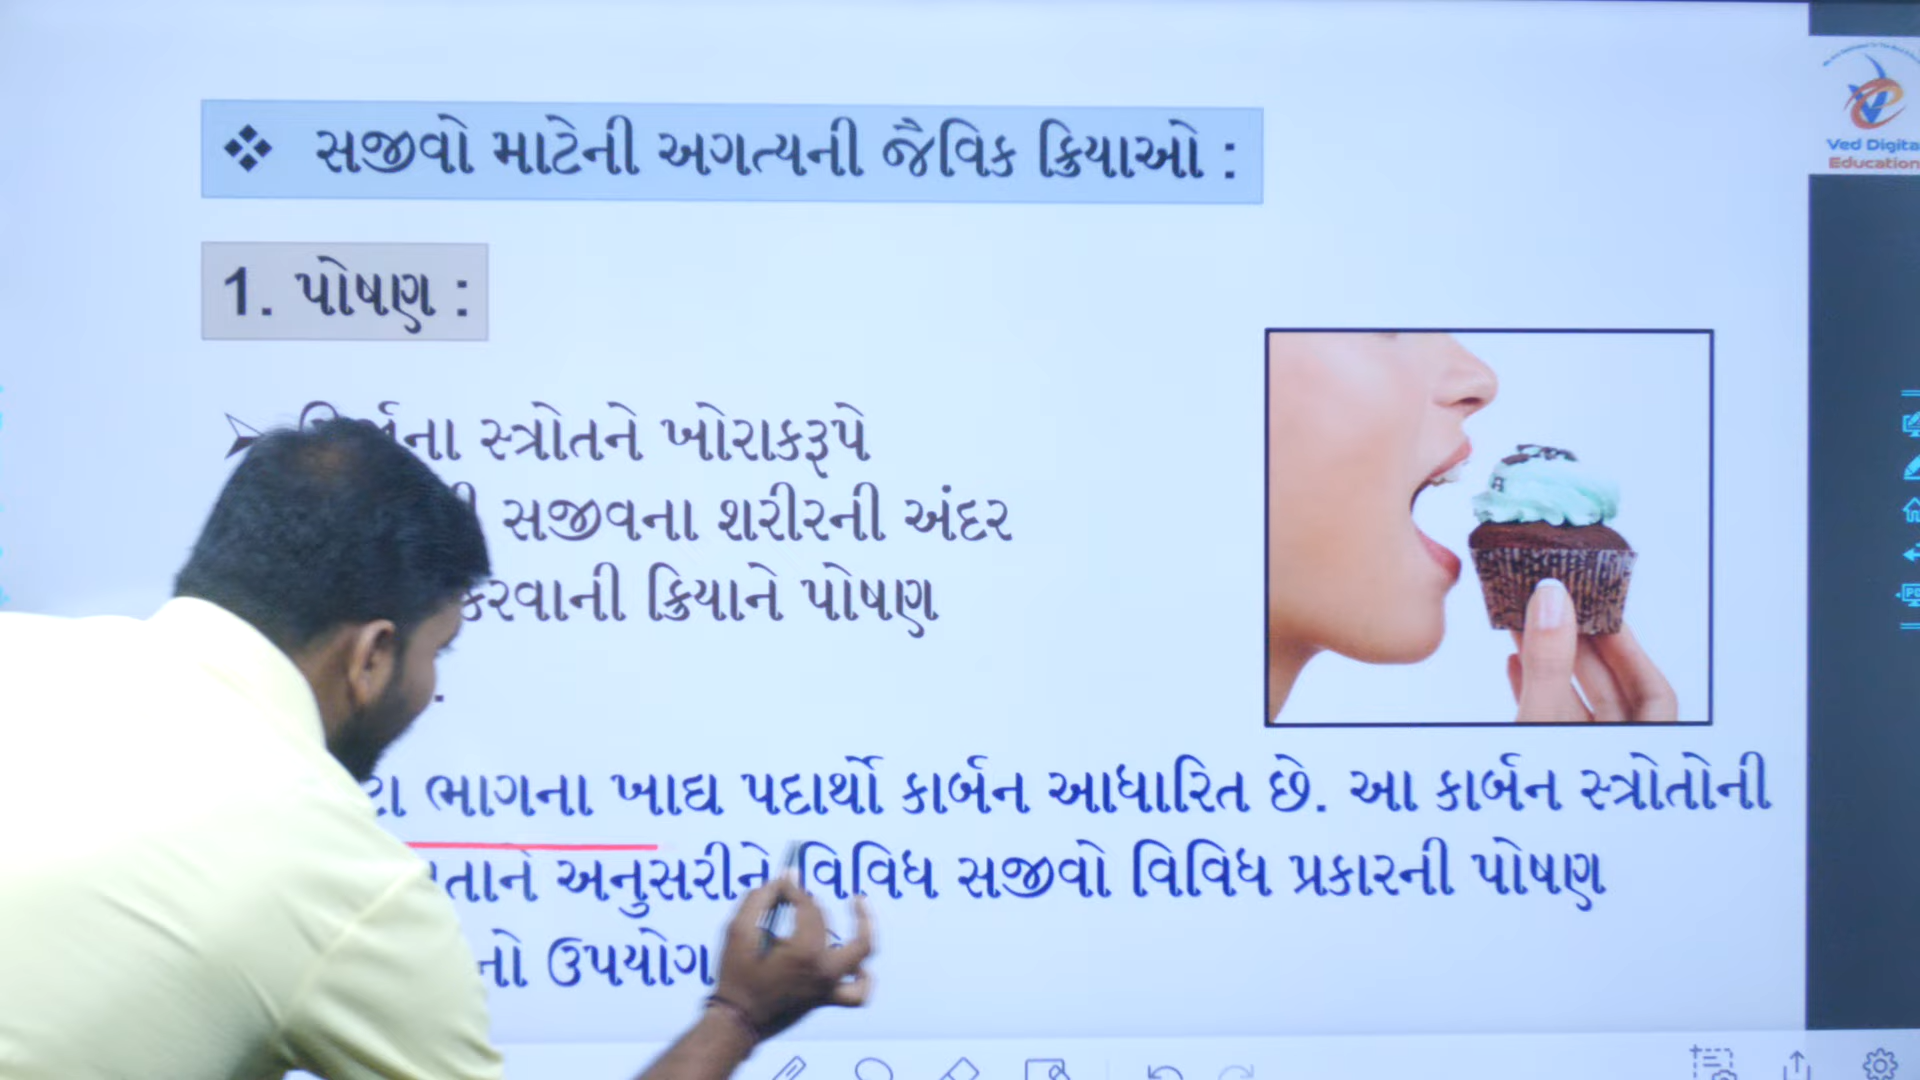 ❖ સજીવો માટેની અગત્યની જૈવિક ક્રિયાઓ :
1. પોષણ :
સ્ત્રોતને ખોરાકરૂપે
સજીવના શરીરની અંદર
કરવાની ક્રિયાને પોષણ
ભાગના ખાદ્ય પદાર્થો કાર્બન આધારિત છે. આ કાર્બન સ્ત્રોતોની
અનુસરીને વિવિધ સજીવો વિવિધ પ્રકારની પોષણ
ઉપયોગ
Ved Digital
Education